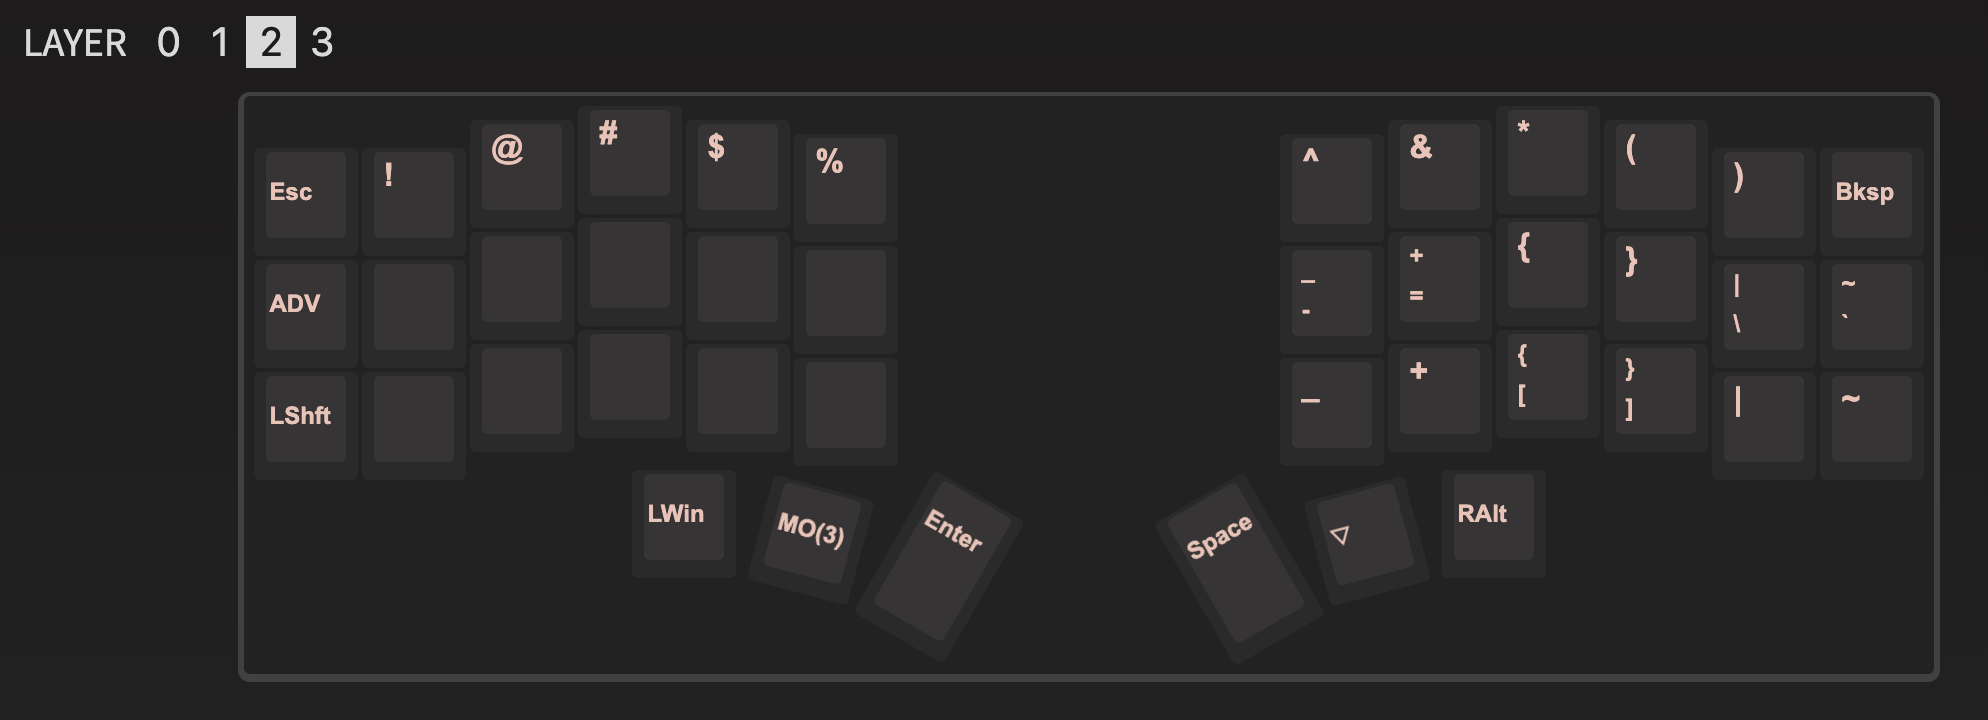 LAYER 0 1 2 3
Esc ! @ # $ % ^ & * ( ) Bksp
ADV _ - + = { } | \ ~ `
LShft _ + { [ } ] | ~
LWin MO(3) Enter Space ▽ RAlt